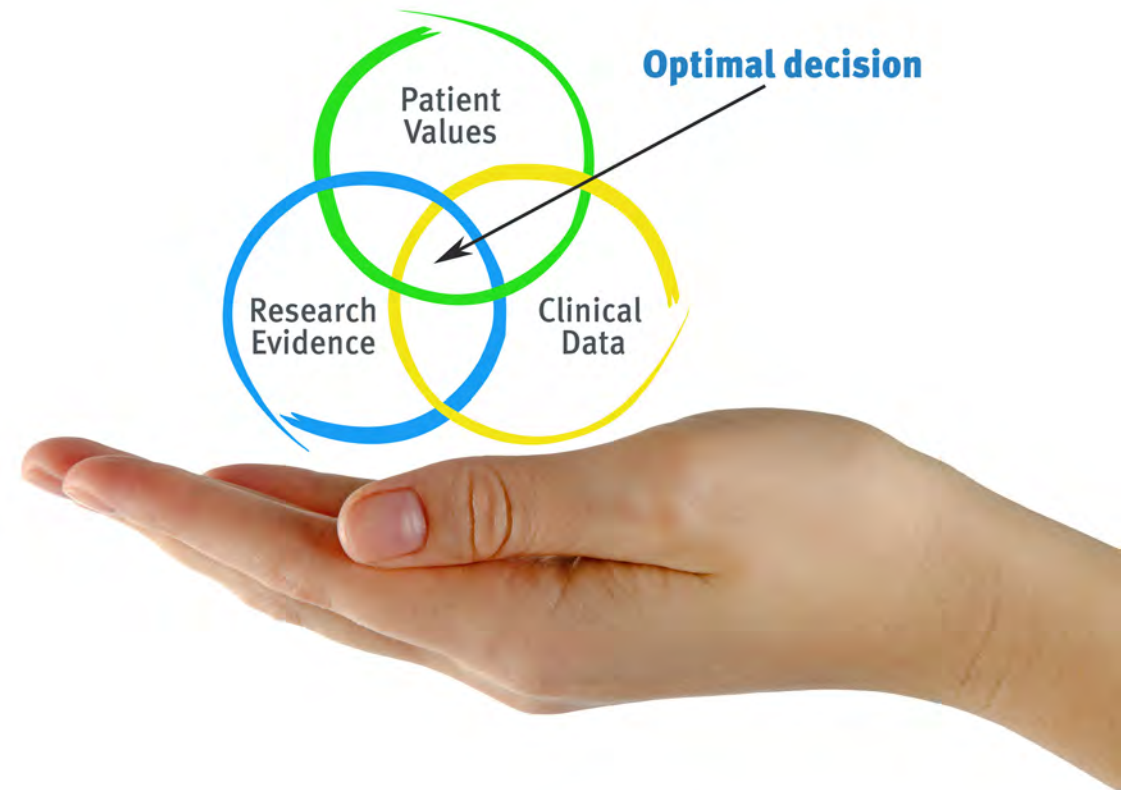 Optimal decision
Patient
Values
Research
Evidence
Clinical
Data